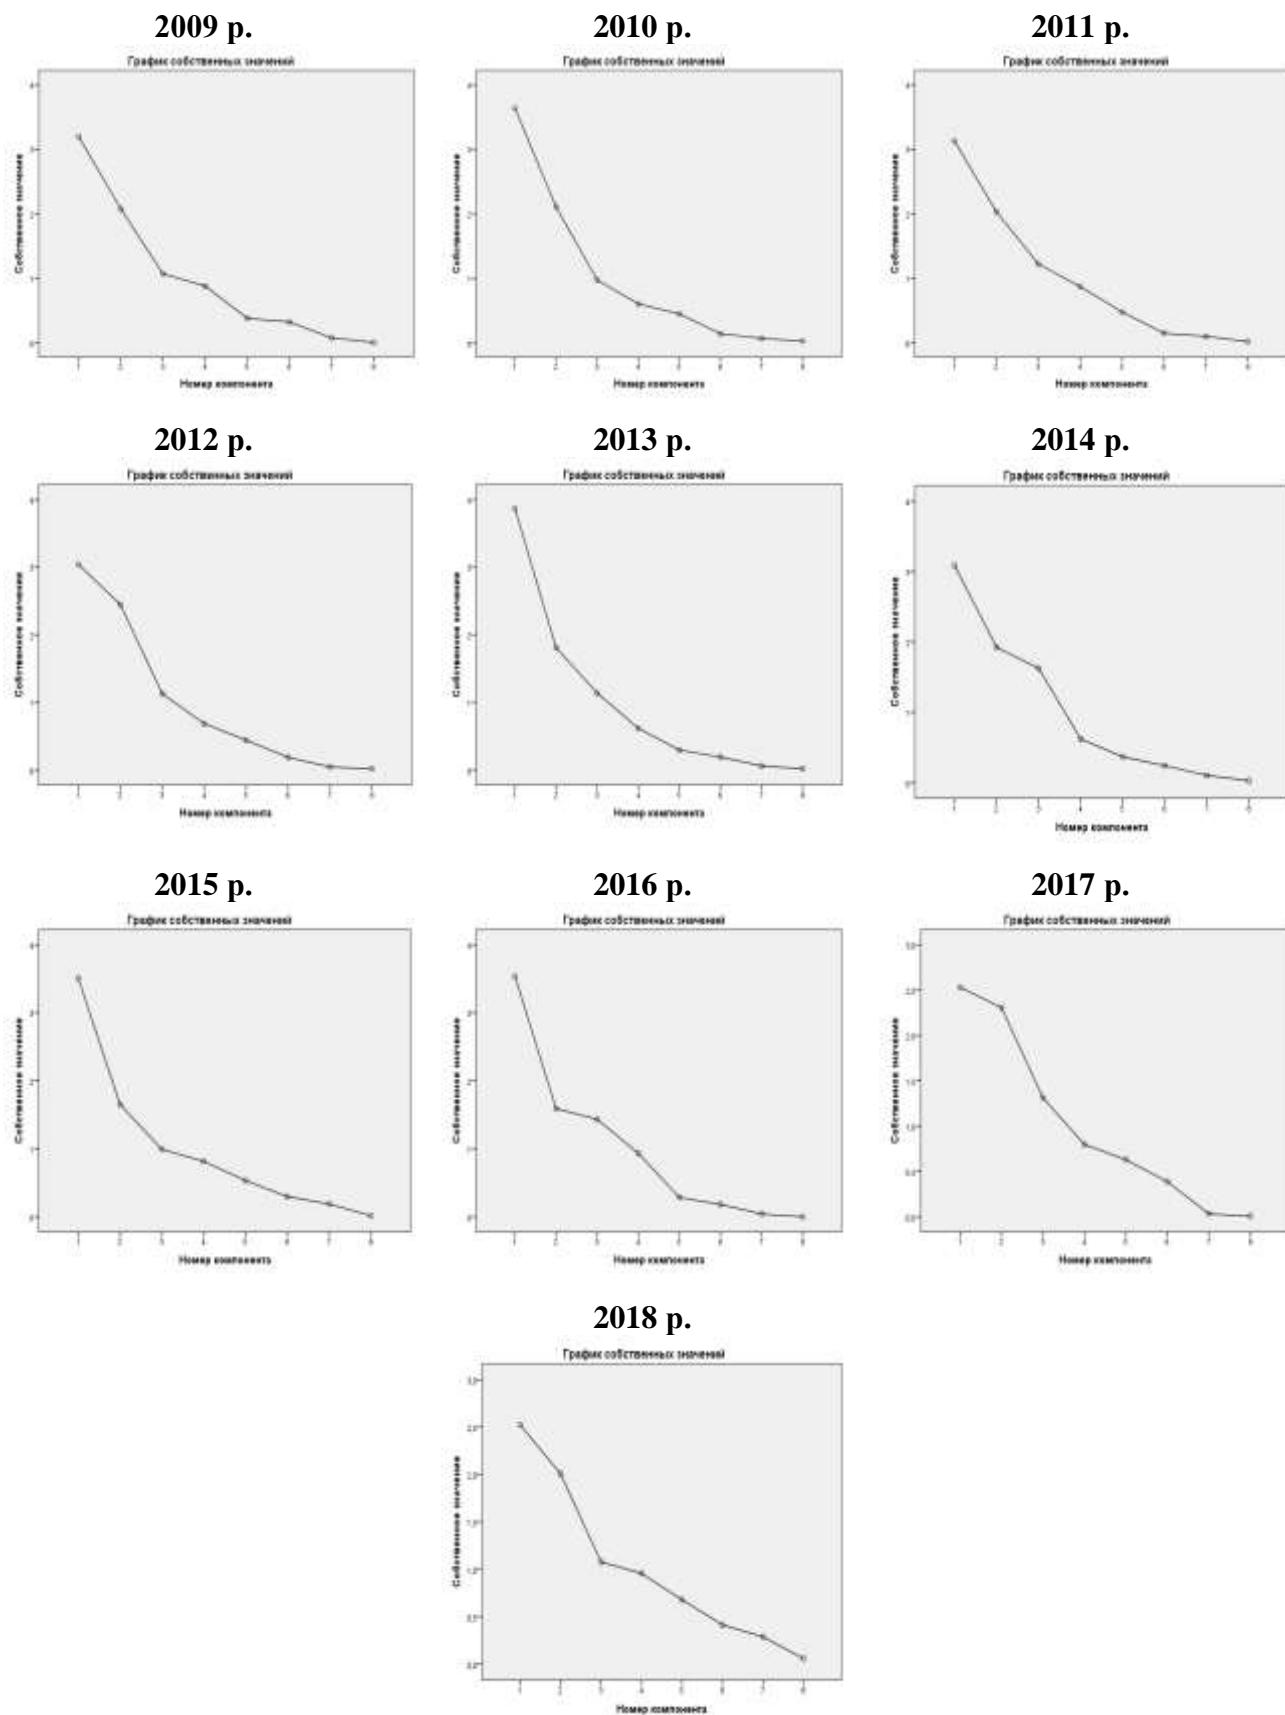 2009 р.
2010 р.
2011 р.
График собственных значений
График собственных значений
График собственных значений
Собственное значение
Собственное значение
Собственное значение
Номер компонента
Номер компонента
Номер компонента
2012 р.
2013 р.
2014 р.
График собственных значений
График собственных значений
График собственных значений
Собственное значение
Собственное значение
Собственное значение
Номер компонента
Номер компонента
Номер компонента
2015 р.
2016 р.
2017 р.
График собственных значений
График собственных значений
График собственных значений
Собственное значение
Собственное значение
Собственное значение
Номер компонента
Номер компонента
Номер компонента
2018 р.
График собственных значений
Собственное значение
Номер компонента